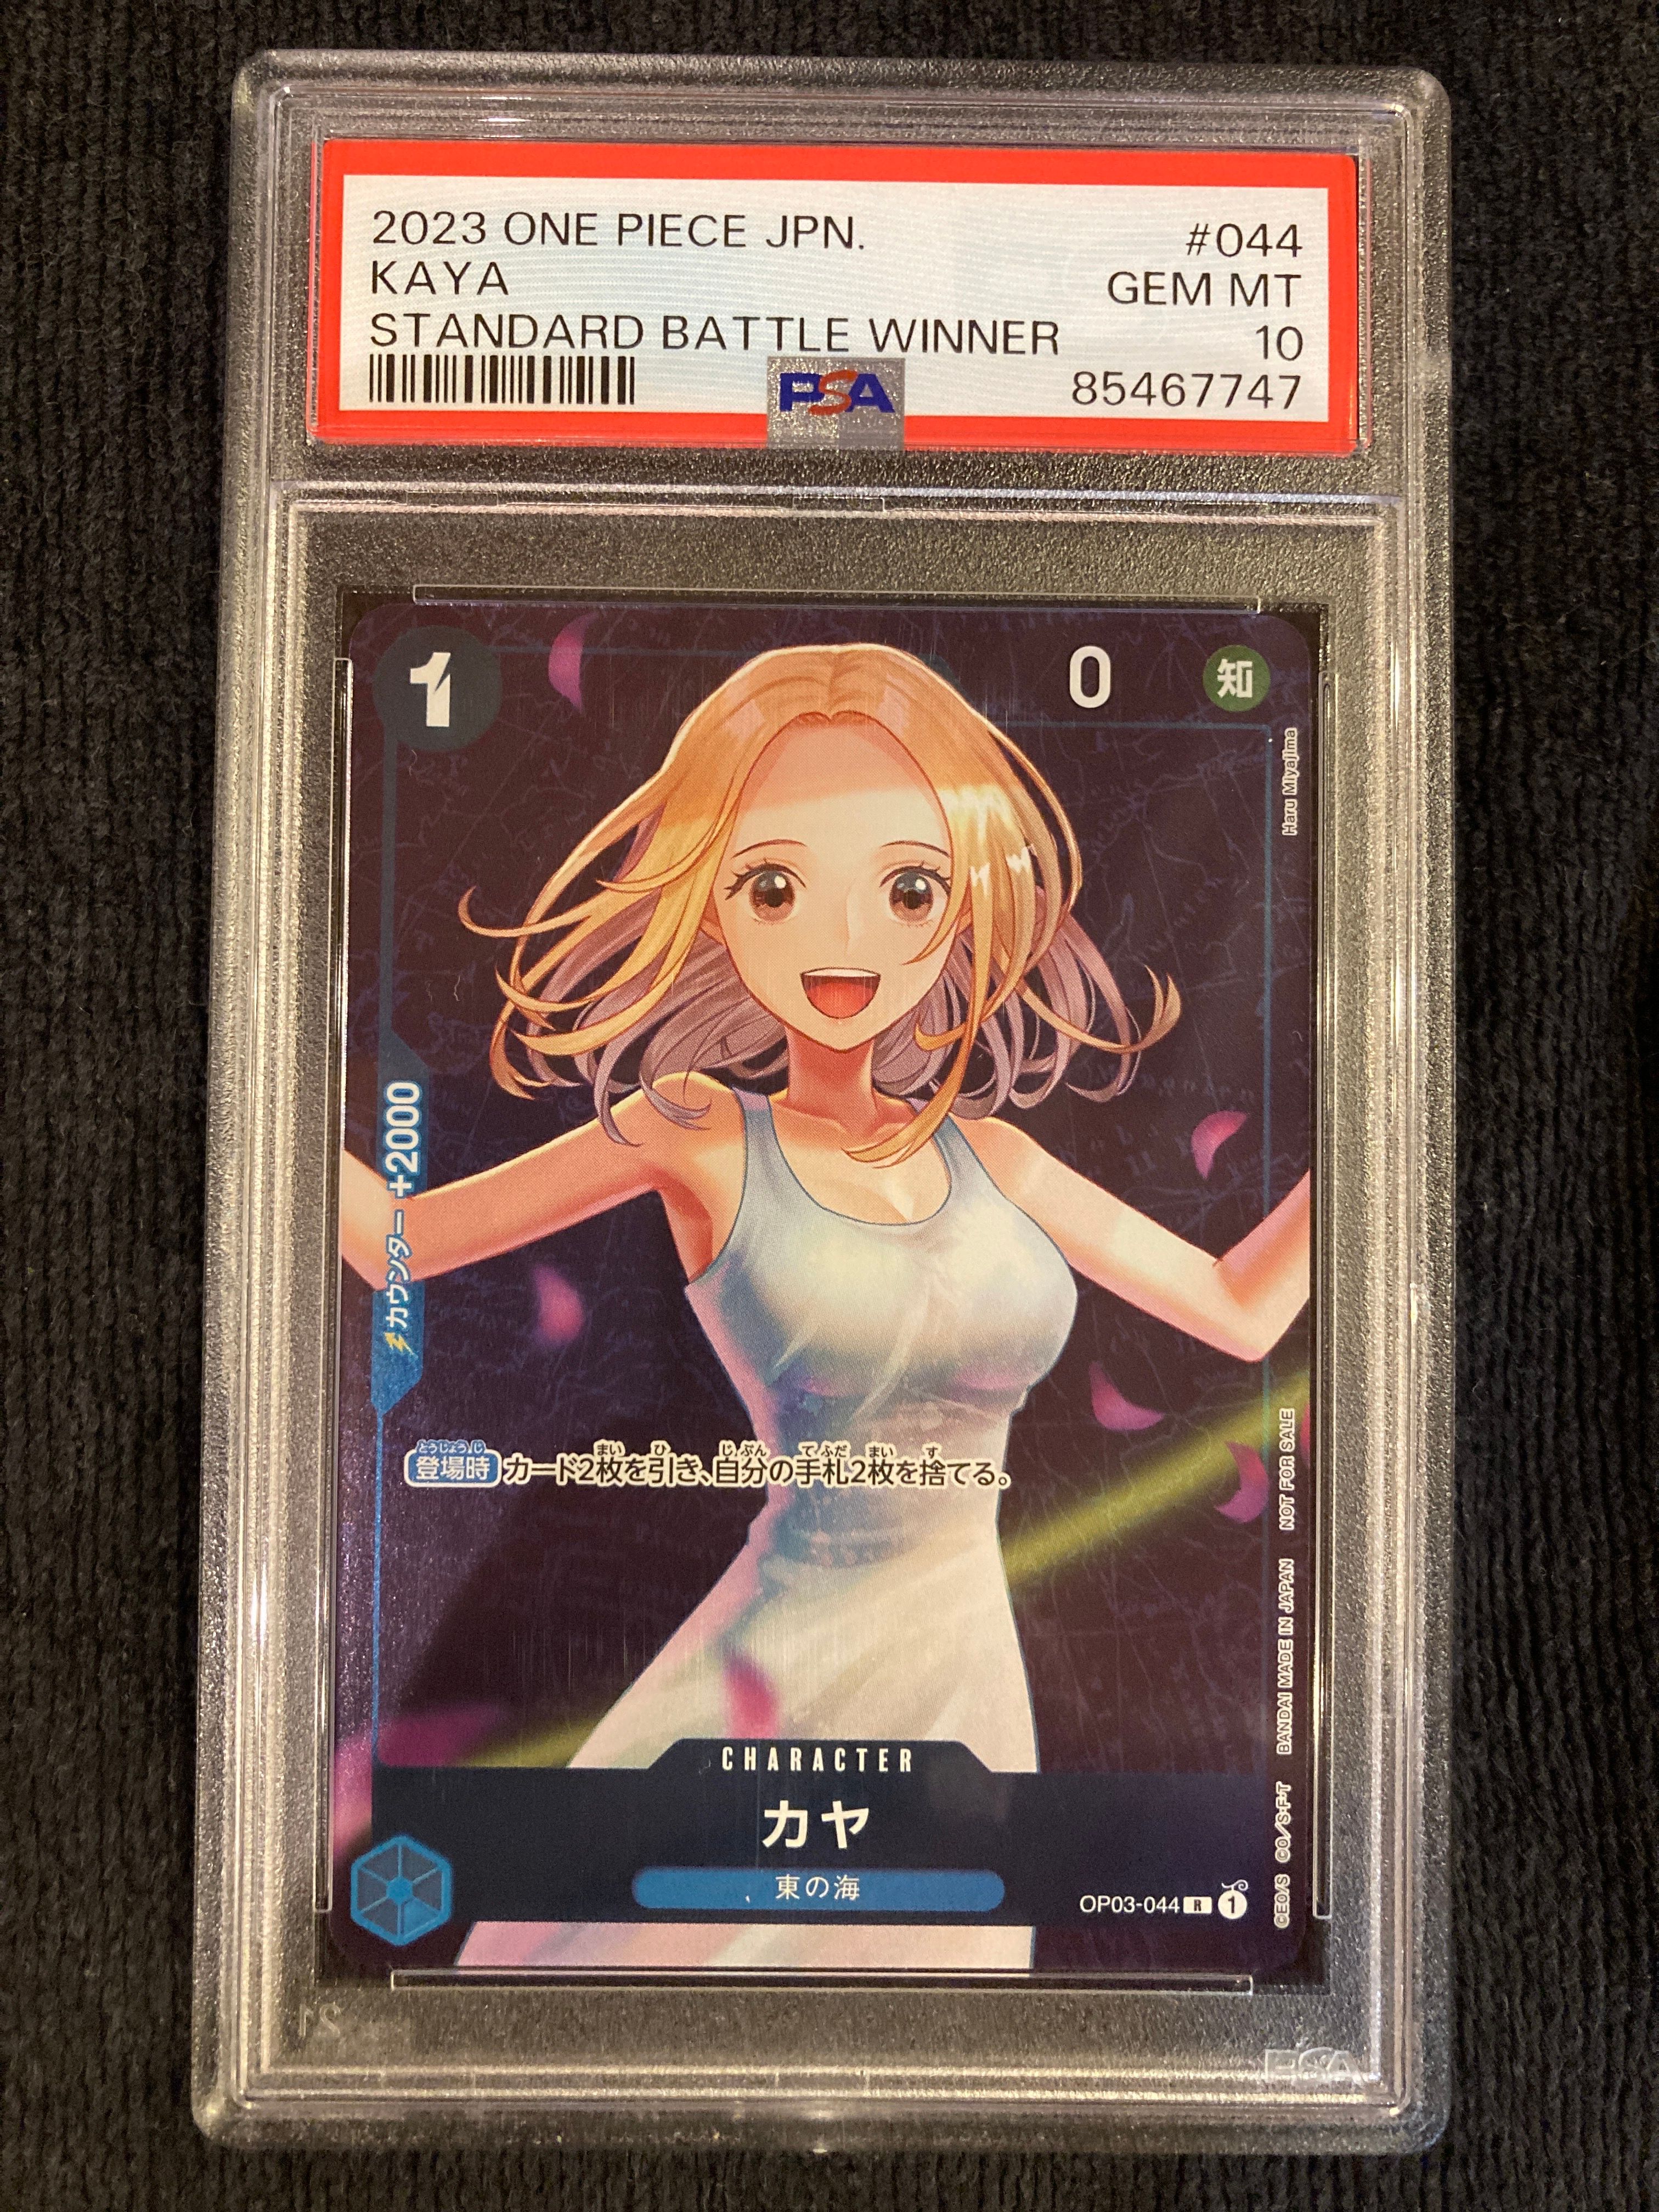 2023 ONE PIECE JPN. #044
KAYA GEM MT
STANDARD BATTLE WINNER 10
PSA 85467747
1 0 知
Haru Miyajima
カウンター +2000
登場時 カード2枚を引き、自分の手札2枚を捨てる。
CHARACTER
カヤ
東の海
OP03-044 R 1
©EO/S ©O/S・F・T BANDAI MADE IN JAPAN NOT FOR SALE
PSA